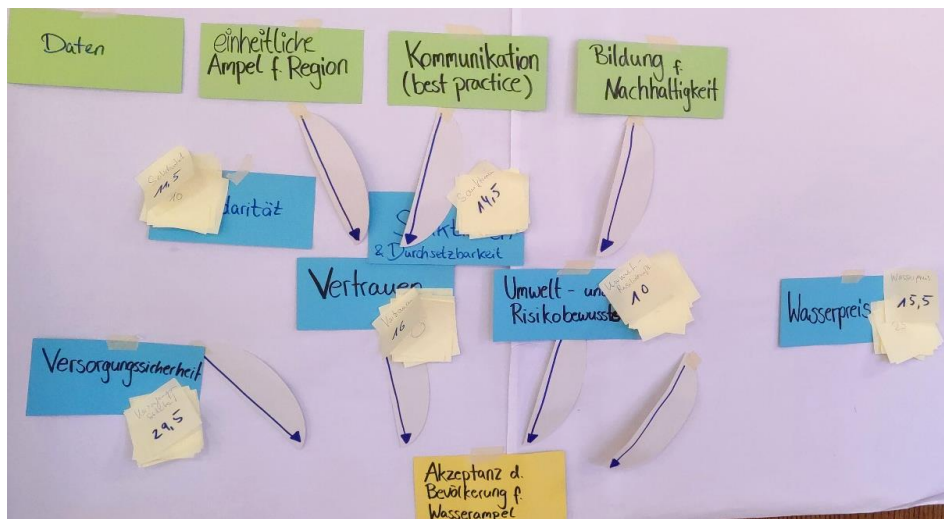 Daten
einheitliche
Ampel f. Region
Kommunikation
(best practice)
Bildung f.
Nachhaltigkeit
11,5
10
darität
14,5
& Durchsetzbarkeit
Vertrauen
16
Umwelt - und
Risikobewusst
10
Wasserpreis
Wasserpreis
15,5
Versorgungssicherheit
29,5
Akzeptanz d.
Bevölkerung f.
Wasserampel